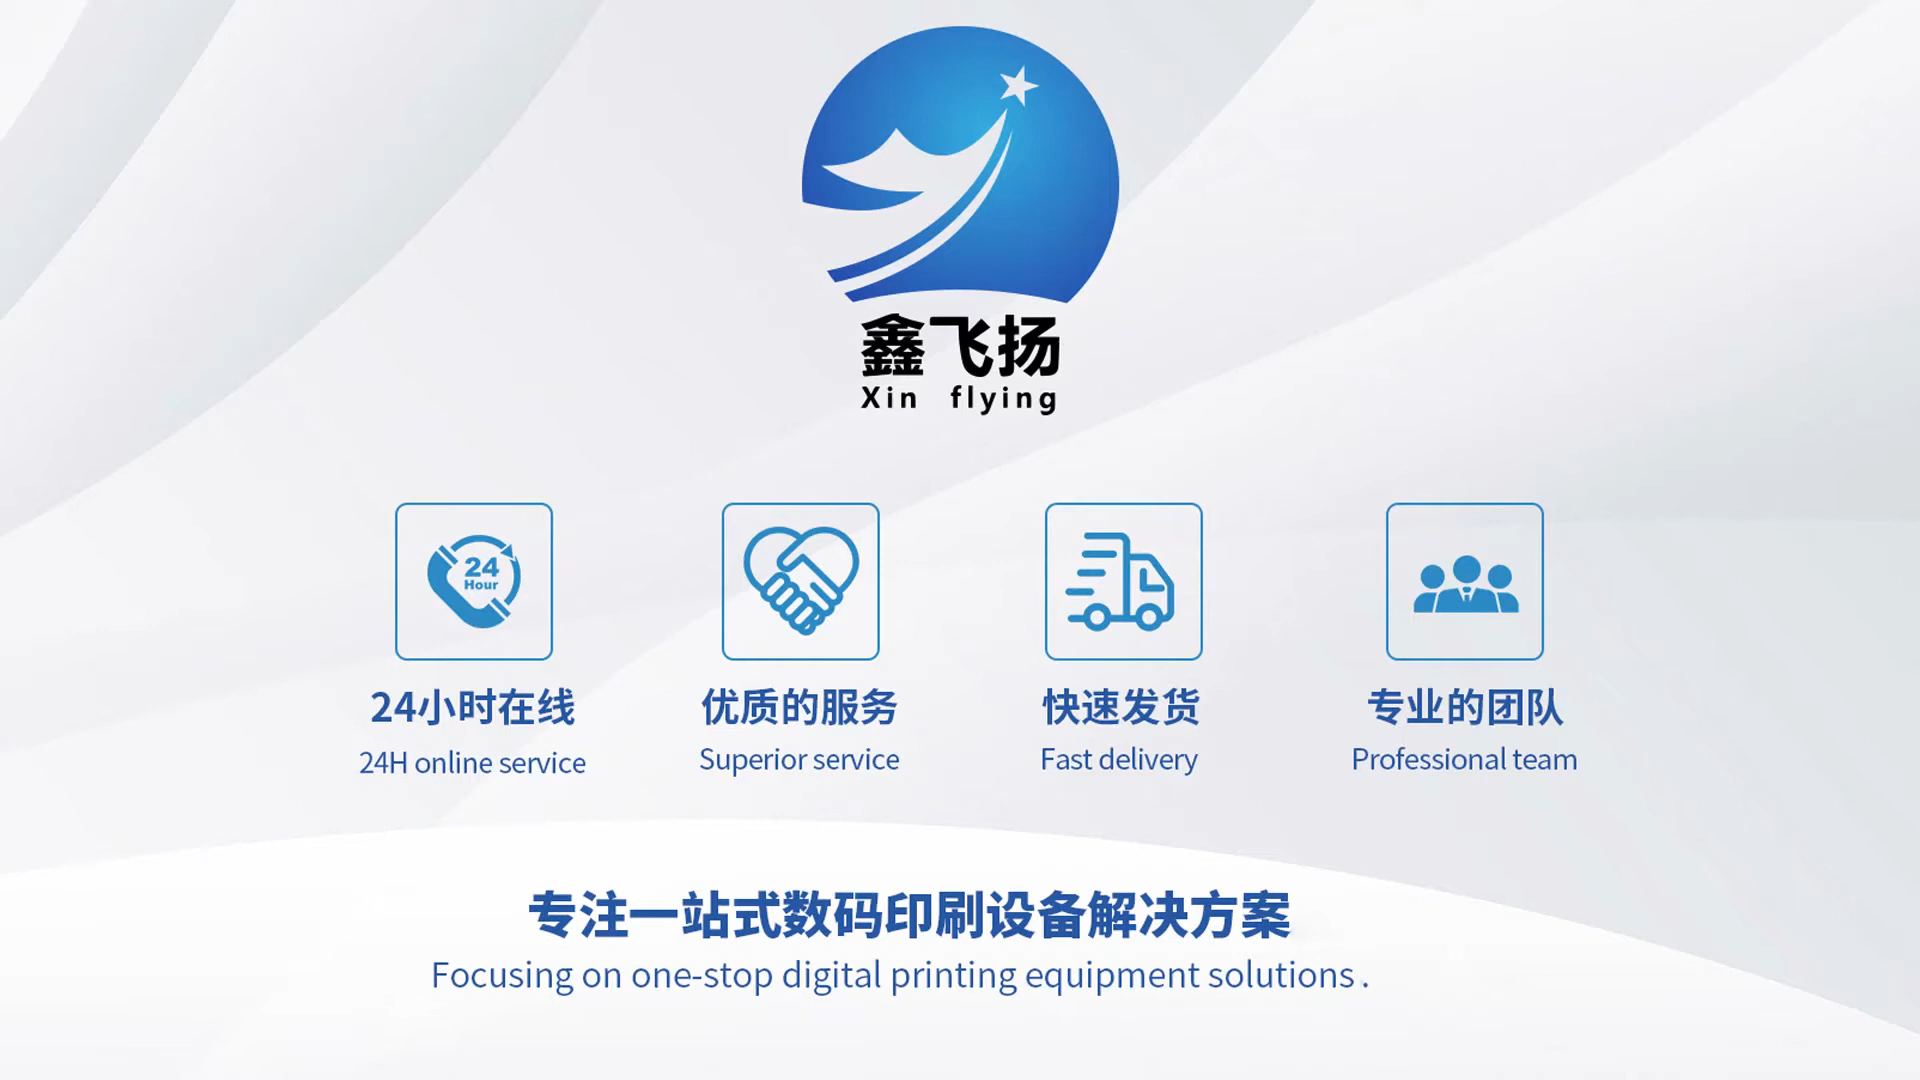 鑫飞扬
Xin flying
24
Hour
24小时在线
24H online service
优质的服务
Superior service
快速发货
Fast delivery
专业的团队
Professional team
专注一站式数码印刷设备解决方案
Focusing on one-stop digital printing equipment solutions .